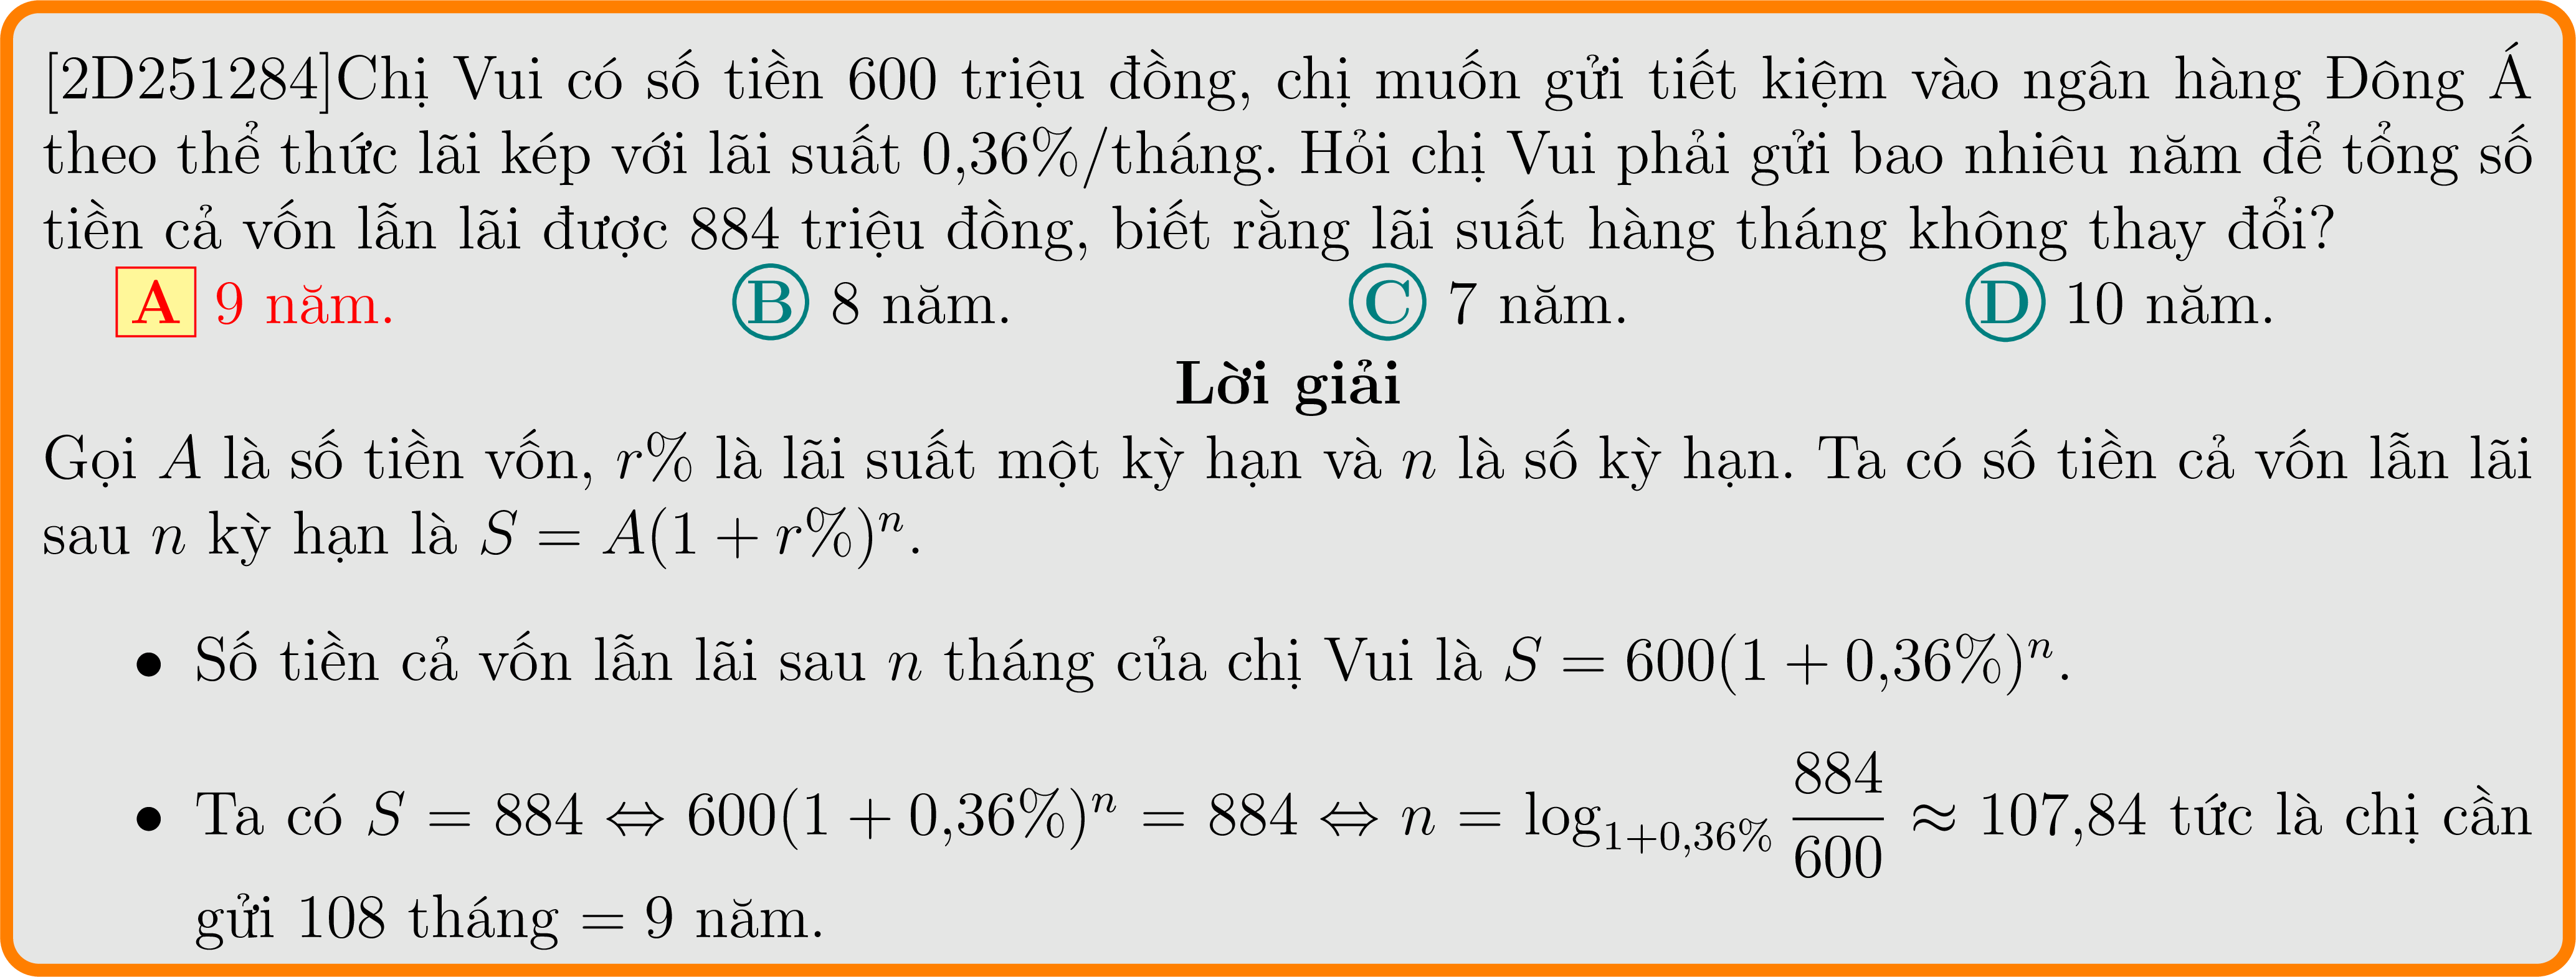 [2D251284]Chị Vui có số tiền 600 triệu đồng, chị muốn gửi tiết kiệm vào ngân hàng Đông Á
theo thể thức lãi kép với lãi suất 0,36%/tháng. Hỏi chị Vui phải gửi bao nhiêu năm để tổng số
tiền cả vốn lẫn lãi được 884 triệu đồng, biết rằng lãi suất hàng tháng không thay đổi?
A 9 năm. B 8 năm. C 7 năm. D 10 năm.
Lời giải
Gọi A là số tiền vốn, r% là lãi suất một kỳ hạn và n là số kỳ hạn. Ta có số tiền cả vốn lẫn lãi
sau n kỳ hạn là S = A(1 + r%)^n.
• Số tiền cả vốn lẫn lãi sau n tháng của chị Vui là S = 600(1 + 0,36%)^n.
• Ta có S = 884 ⇔ 600(1 + 0,36%)^n = 884 ⇔ n = log_{1+0,36%} \frac{884}{600} ≈ 107,84 tức là chị cần
gửi 108 tháng = 9 năm.